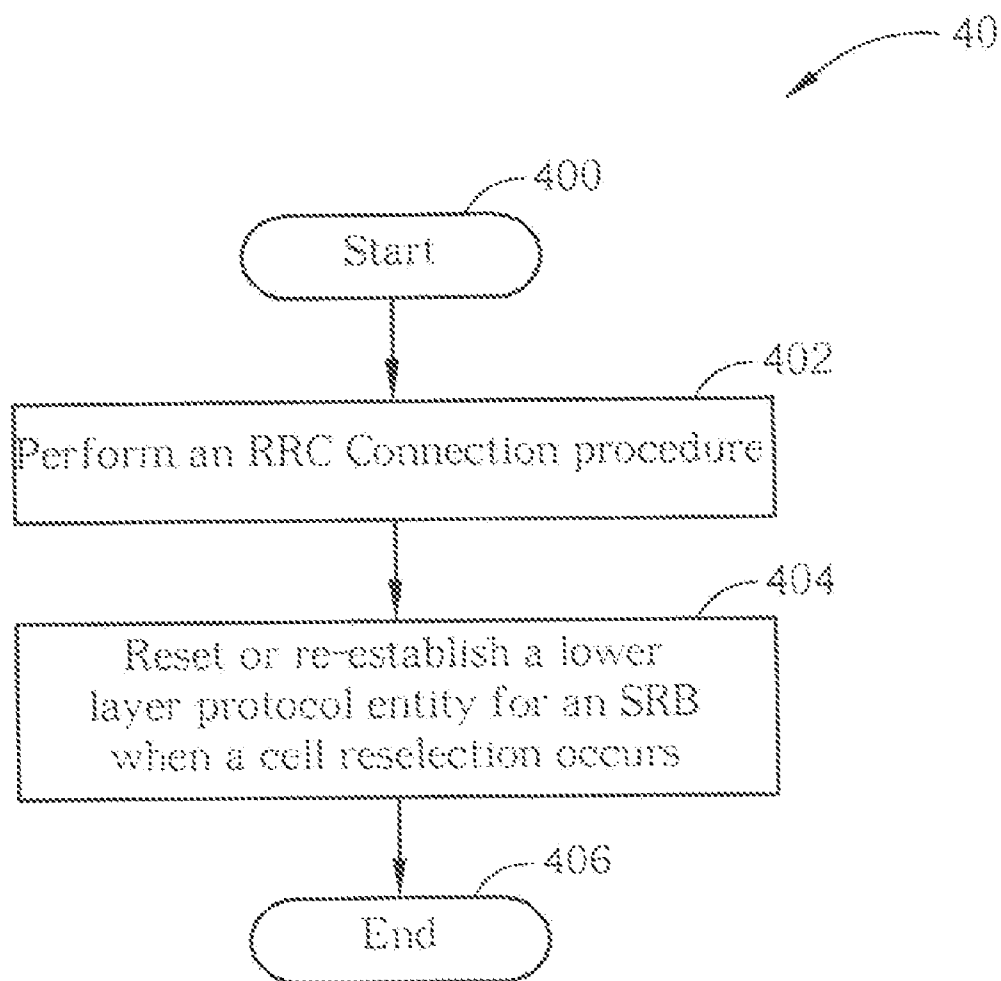 40
400
Start
402
Perform an RRC Connection procedure
404
Reset or re-establish a lower
layer protocol entity for an SRB
when a cell reselection occurs
406
End